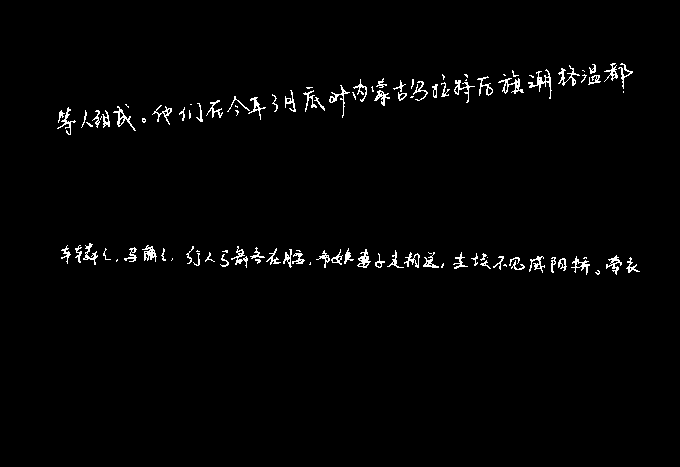 等人组成。他们在今年3月底对内蒙古乌拉特后旗潮格温都
车辚辚,马萧萧,行人弓箭各在腰,爷娘妻子走相送,尘埃不见咸阳桥。牵衣